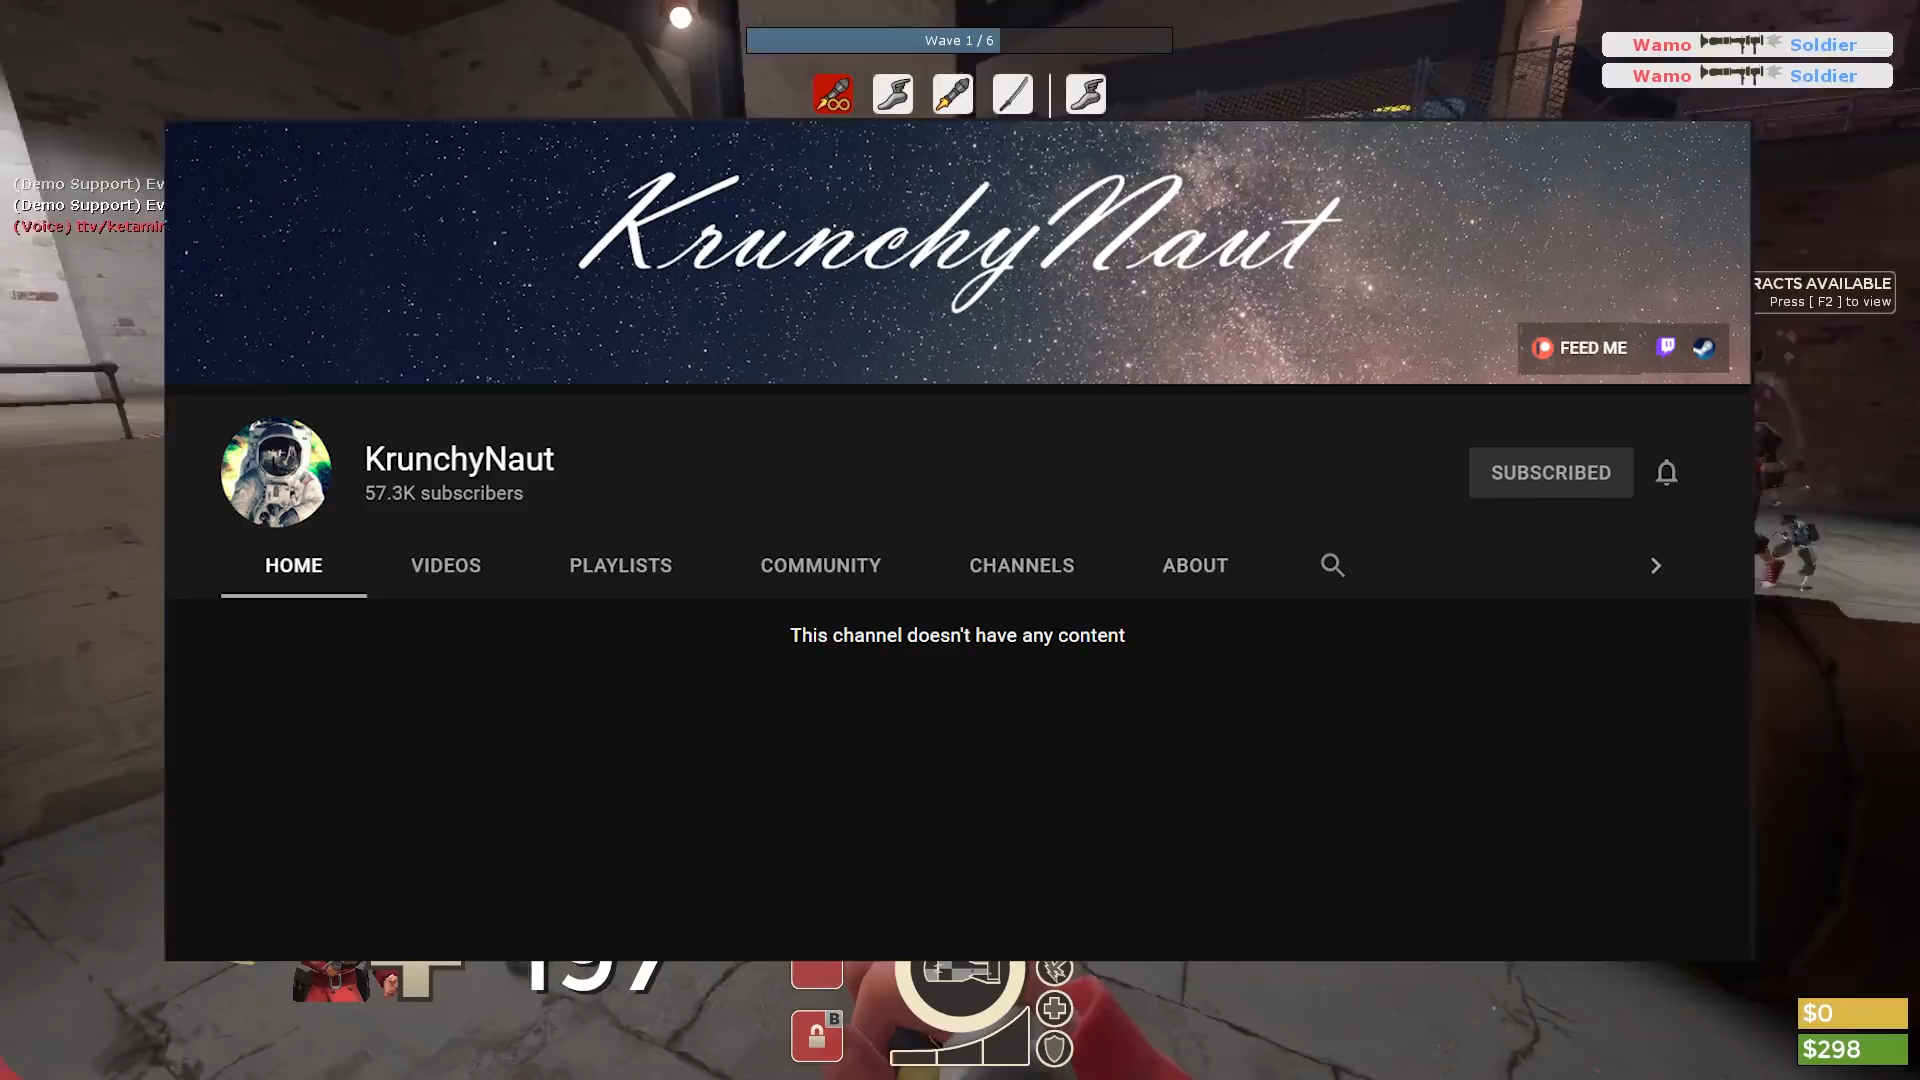 Wave 1 / 6
Wamo Soldier
Wamo Soldier
(Demo Support) Ev
(Demo Support) Ev
(Voice) ttv/ketamin
KrunchyNaut
RACTS AVAILABLE
Press [ F2 ] to view
FEED ME
KrunchyNaut
57.3K subscribers
SUBSCRIBED
HOME VIDEOS PLAYLISTS COMMUNITY CHANNELS ABOUT
This channel doesn't have any content
197
B
$0
$298